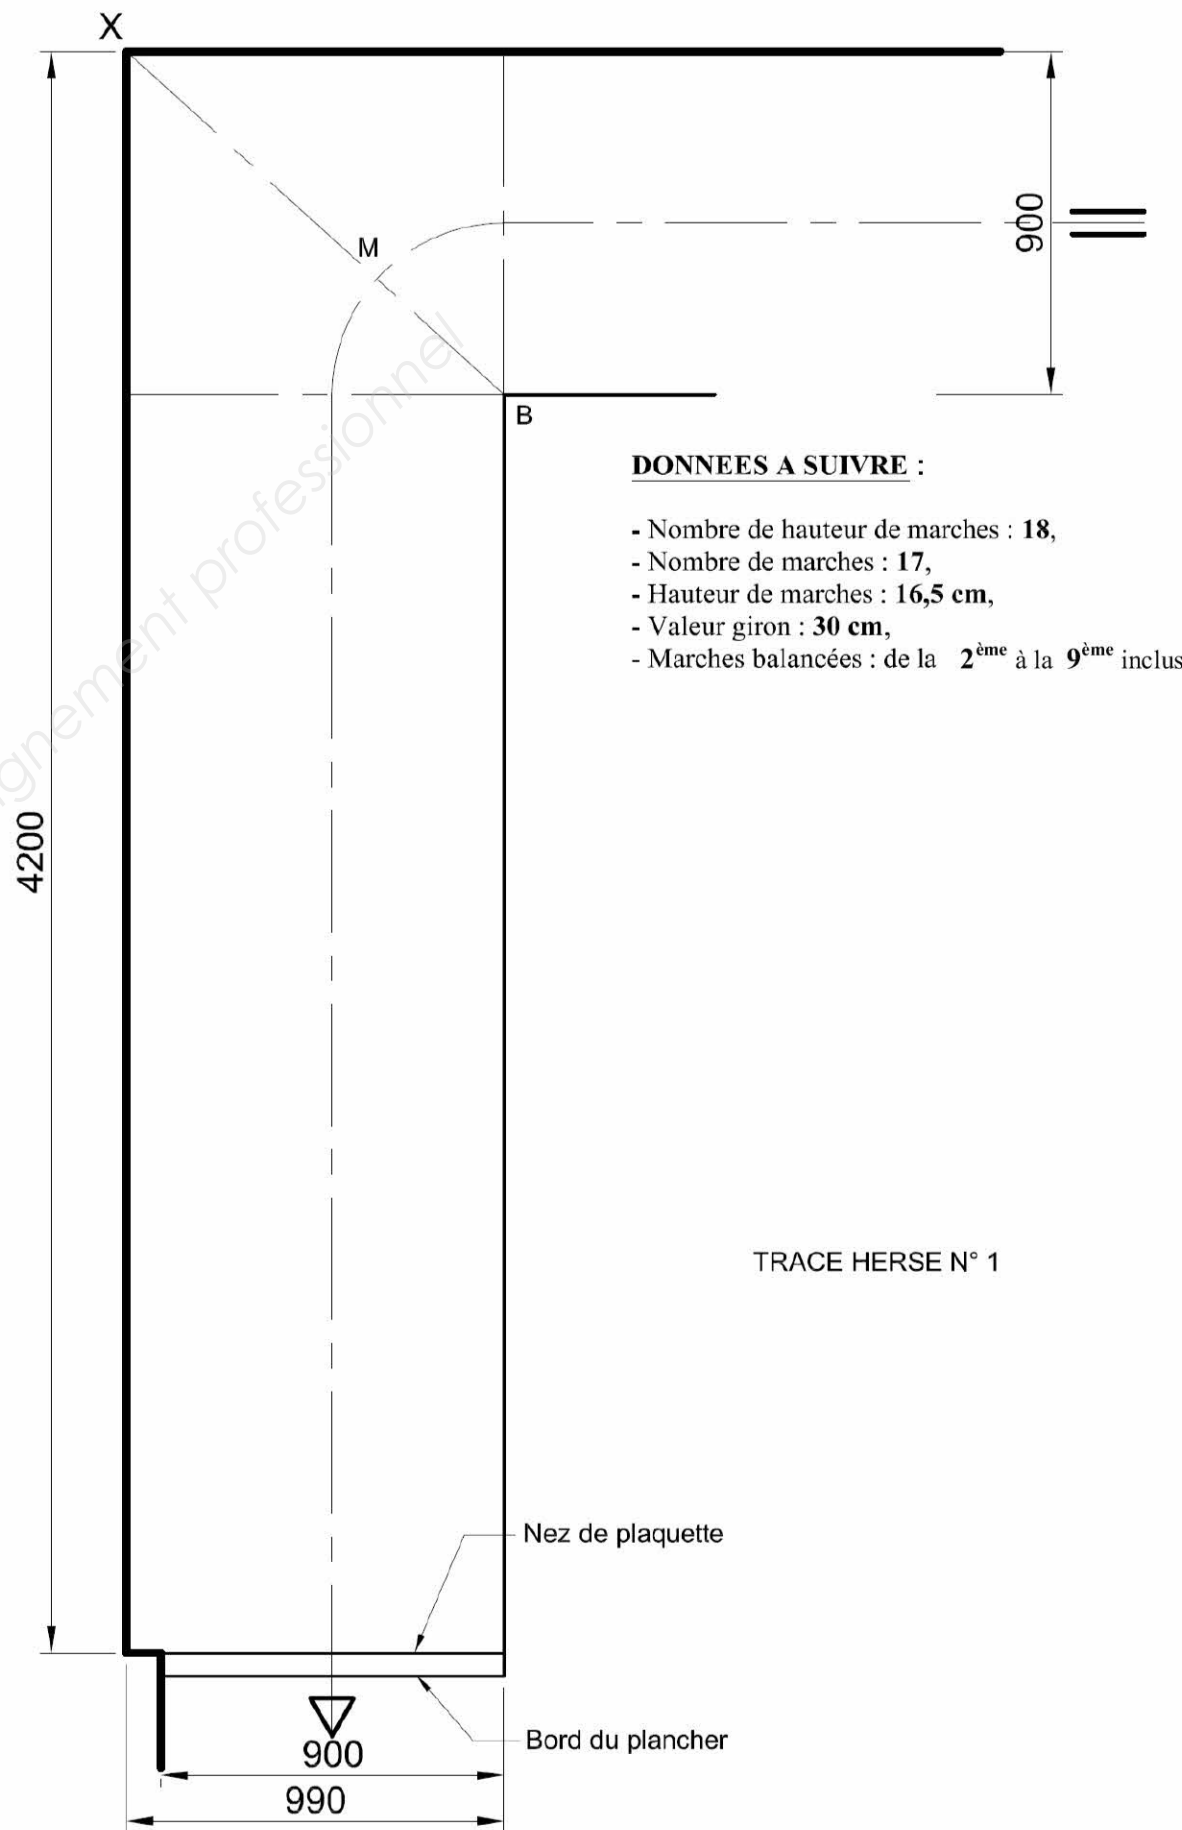 X
M
900
B
DONNEES A SUIVRE :
- Nombre de hauteur de marches : 18,
- Nombre de marches : 17,
- Hauteur de marches : 16,5 cm,
- Valeur giron : 30 cm,
- Marches balancées : de la 2ème à la 9ème inclus
gnement professionnel
4200
TRACE HERSE N° 1
Nez de plaquette
Bord du plancher
900
990